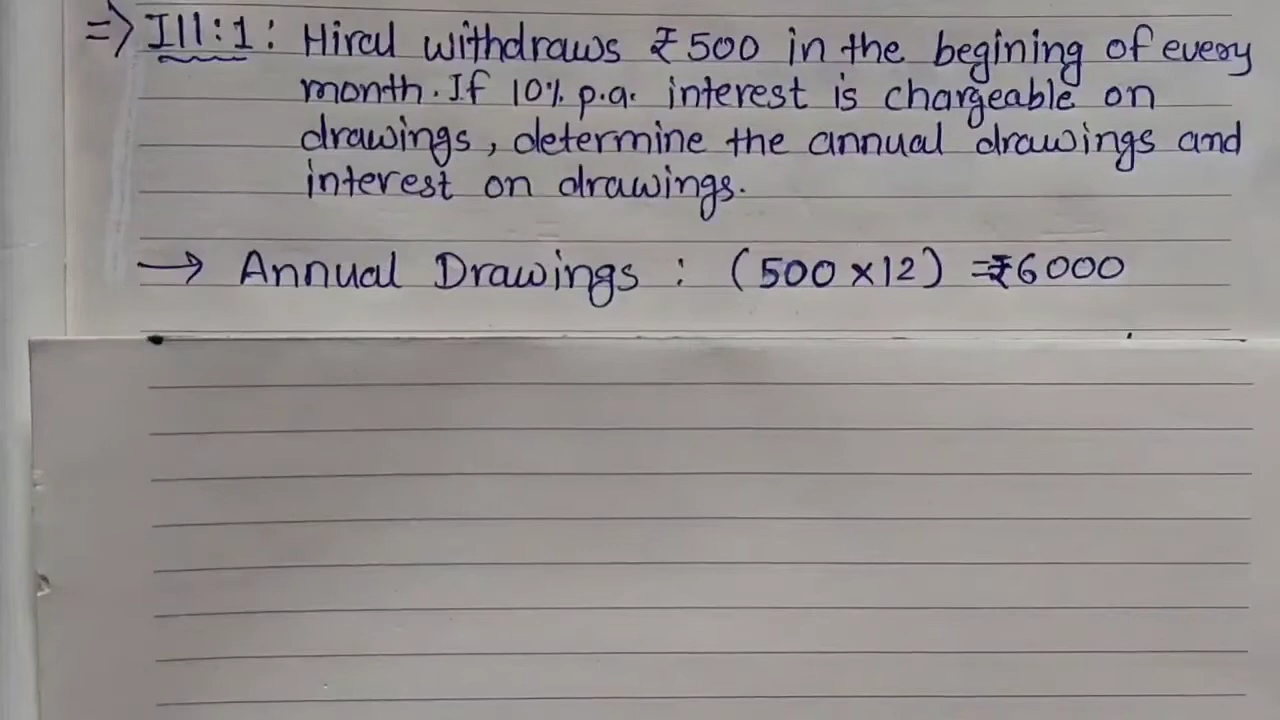 => Ill:1: Hiral withdraws ₹500 in the begining of every
month. If 10% p.a. interest is chargeable on
drawings, determine the annual drawings and
interest on drawings.
→ Annual Drawings : (500 x 12) =₹6000